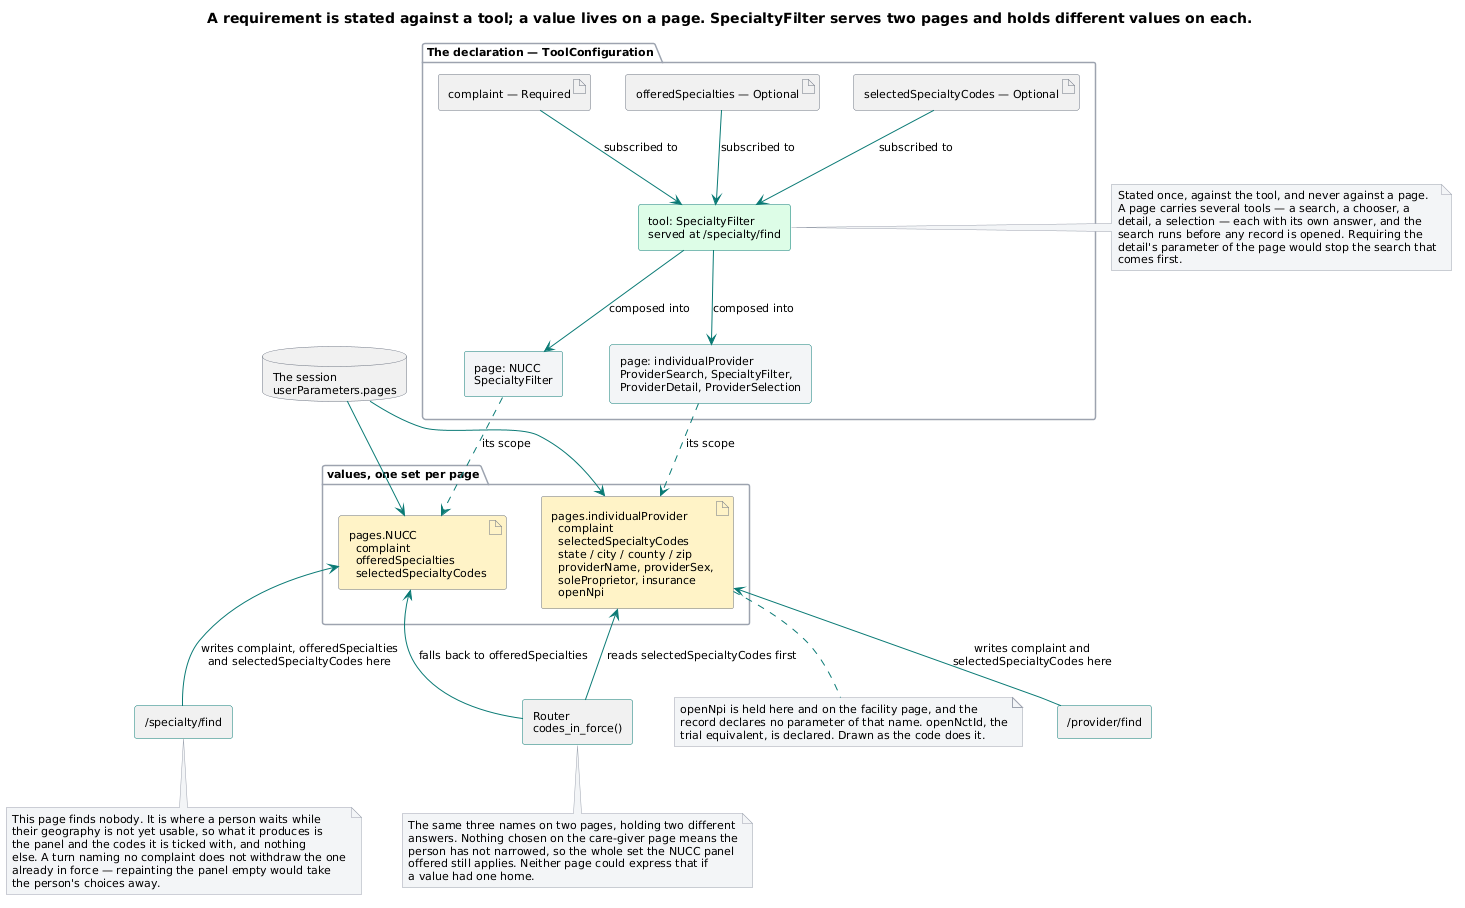 A requirement is stated against a tool; a value lives on a page. SpecialtyFilter serves two pages and holds different values on each.
The declaration — ToolConfiguration
complaint — Required
offeredSpecialties — Optional
selectedSpecialtyCodes — Optional
subscribed to
subscribed to
subscribed to
tool: SpecialtyFilter
served at /specialty/find
Stated once, against the tool, and never against a page.
A page carries several tools — a search, a chooser, a
detail, a selection — each with its own answer, and the
search runs before any record is opened. Requiring the
detail's parameter of the page would stop the search that
comes first.
composed into
composed into
page: NUCC
SpecialtyFilter
page: individualProvider
ProviderSearch, SpecialtyFilter,
ProviderDetail, ProviderSelection
The session
userParameters.pages
its scope
its scope
values, one set per page
pages.NUCC
complaint
offeredSpecialties
selectedSpecialtyCodes
pages.individualProvider
complaint
selectedSpecialtyCodes
state / city / county / zip
providerName, providerSex,
soleProprietor, insurance
openNpi
writes complaint, offeredSpecialties
and selectedSpecialtyCodes here
falls back to offeredSpecialties
reads selectedSpecialtyCodes first
writes complaint and
selectedSpecialtyCodes here
/specialty/find
Router
codes_in_force()
openNpi is held here and on the facility page, and the
record declares no parameter of that name. openNctId, the
trial equivalent, is declared. Drawn as the code does it.
/provider/find
This page finds nobody. It is where a person waits while
their geography is not yet usable, so what it produces is
the panel and the codes it is ticked with, and nothing
else. A turn naming no complaint does not withdraw the one
already in force — repainting the panel empty would take
the person's choices away.
The same three names on two pages, holding two different
answers. Nothing chosen on the care-giver page means the
person has not narrowed, so the whole set the NUCC panel
offered still applies. Neither page could express that if
a value had one home.